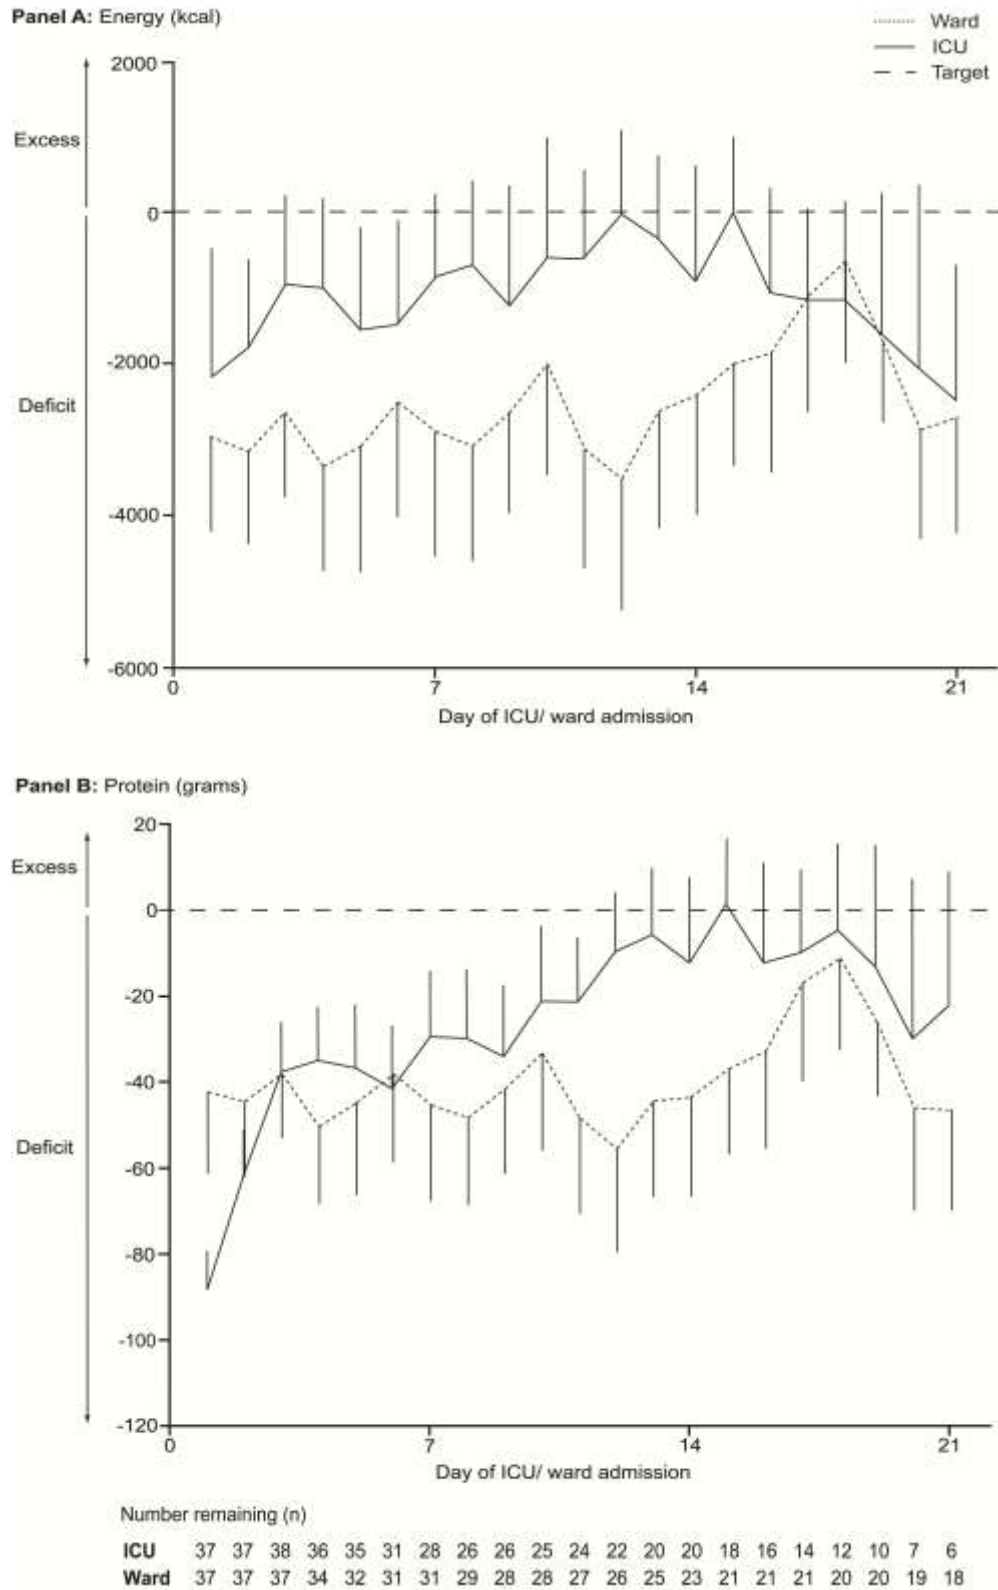 Panel A: Energy (kcal)
Ward
ICU
Target
2000
Excess
0
-2000
Deficit
-4000
-6000
0 7 14 21
Day of ICU/ ward admission
Panel B: Protein (grams)
20
Excess
0
-20
-40
Deficit
-60
-80
-100
-120
0 7 14 21
Day of ICU/ ward admission
Number remaining (n)
ICU 37 37 38 36 35 31 28 26 26 25 24 22 20 20 18 16 14 12 10 7 6
Ward 37 37 37 34 32 31 31 29 28 28 27 26 25 23 21 21 21 20 20 19 18